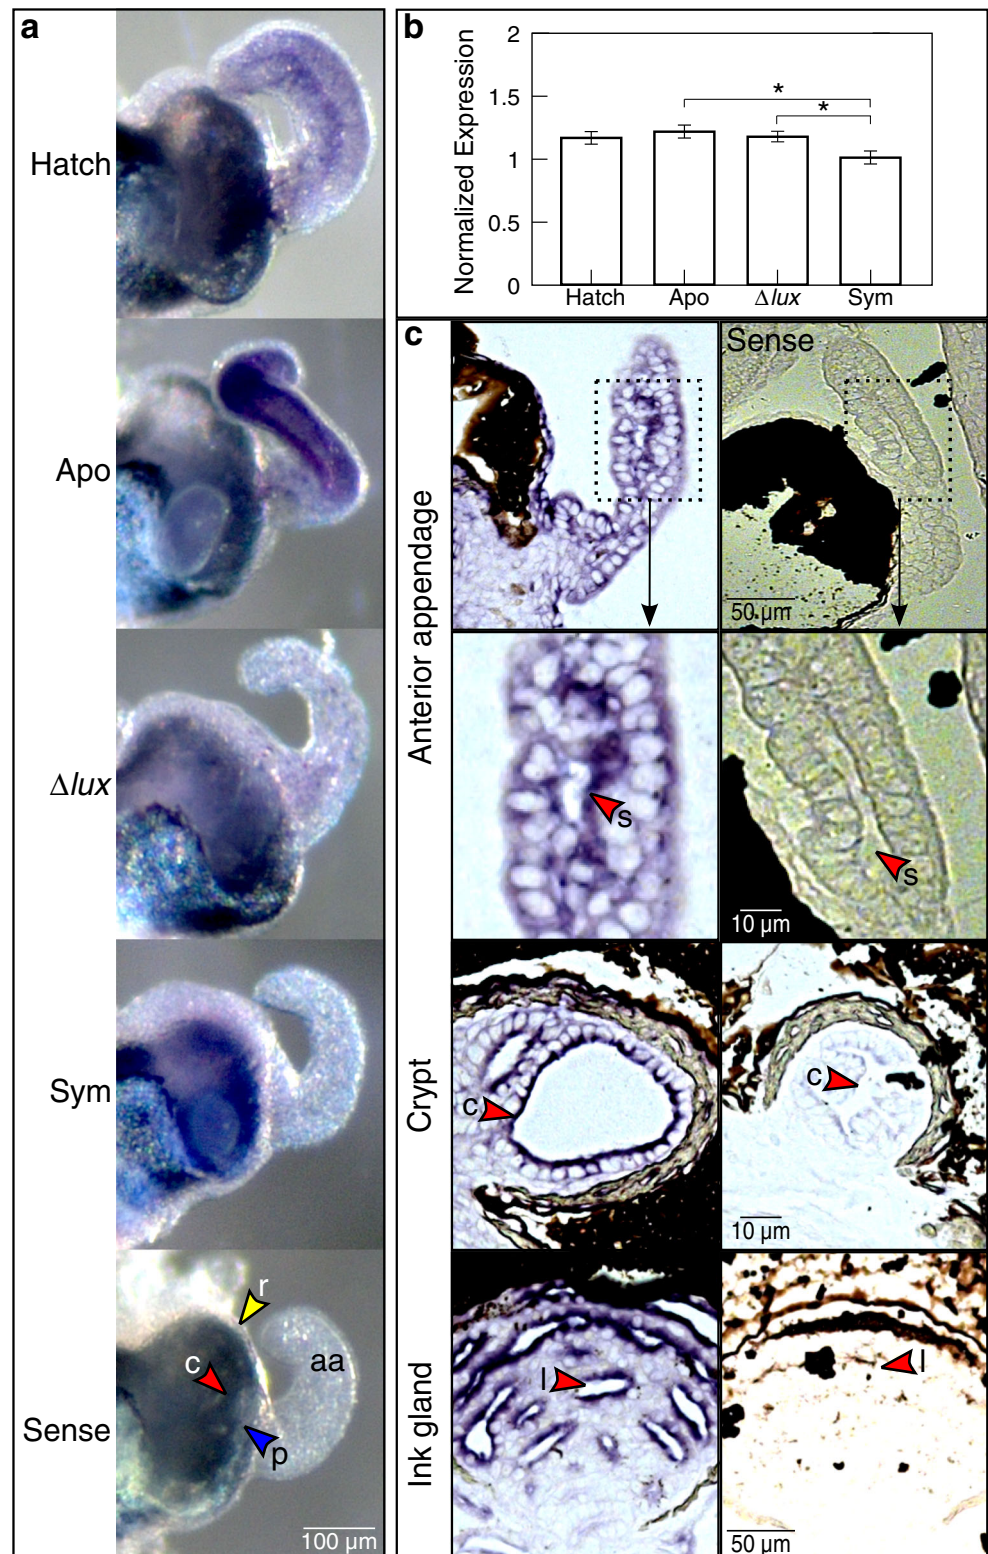 a
Hatch
Apo
Δlux
Sym
Sense
r
c
aa
p
100 µm
b
Normalized Expression
2
1.5
1
0.5
0
*
*
Hatch
Apo
Δlux
Sym
c
Anterior appendage
Sense
50 µm
s
s
10 µm
Crypt
c
c
10 µm
Ink gland
l
l
50 µm